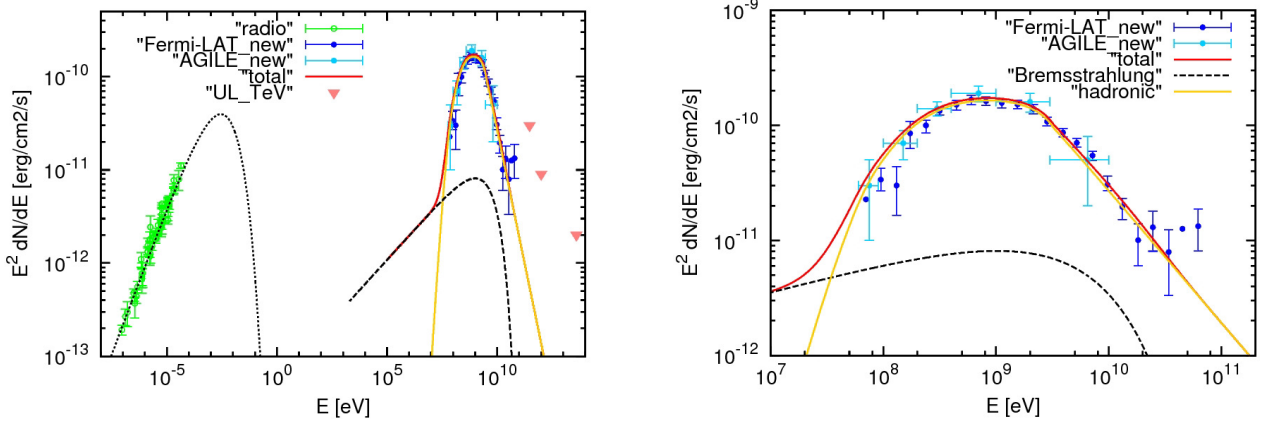 "radio"
"Fermi-LAT_new"
"AGILE_new"
"total"
"UL_TeV"
10^-10
10^-11
10^-12
10^-13
E^2 dN/dE [erg/cm2/s]
10^-5 10^0 10^5 10^10
E [eV]
10^-9
10^-10
10^-11
10^-12
E^2 dN/dE [erg/cm2/s]
"Fermi-LAT_new"
"AGILE_new"
"total"
"Bremsstrahlung"
"hadronic"
10^7 10^8 10^9 10^10 10^11
E [eV]